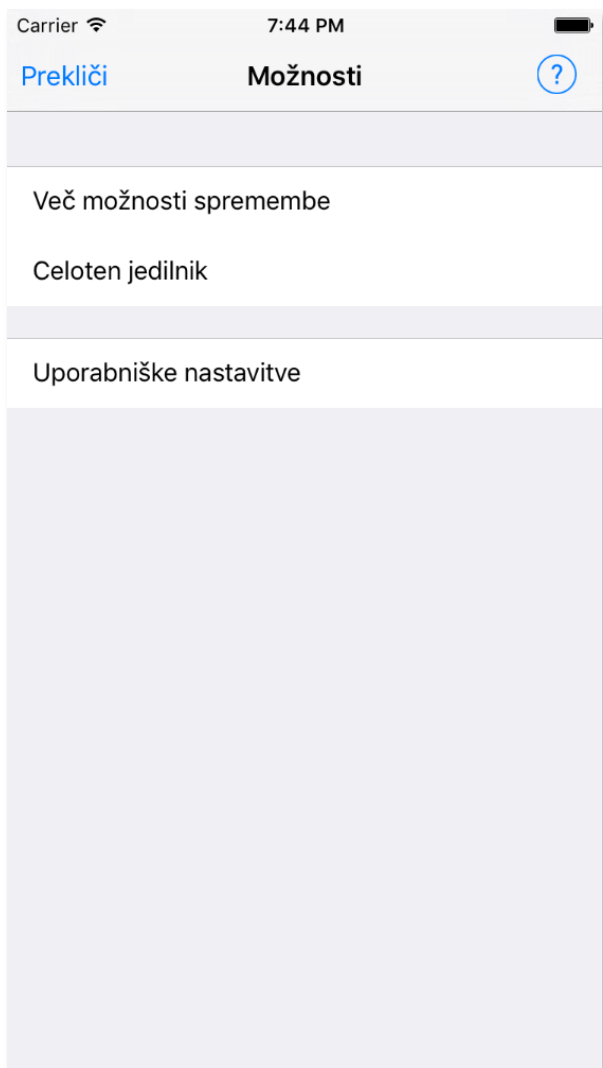 Carrier 7:44 PM
Prekliči Možnosti ?
Več možnosti spremembe
Celoten jedilnik
Uporabniške nastavitve